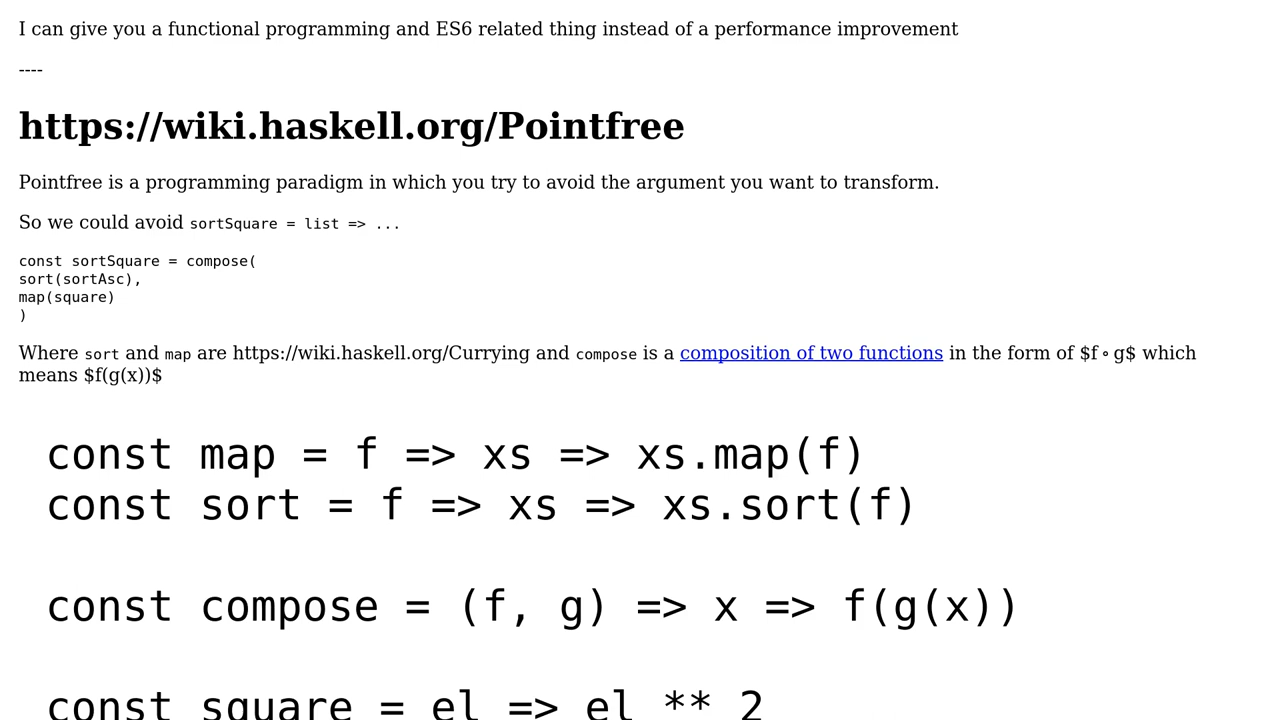 I can give you a functional programming and ES6 related thing instead of a performance improvement
----
https://wiki.haskell.org/Pointfree
Pointfree is a programming paradigm in which you try to avoid the argument you want to transform.
So we could avoid sortSquare = list => ...
const sortSquare = compose(
sort(sortAsc),
map(square)
)
Where sort and map are https://wiki.haskell.org/Currying and compose is a composition of two functions in the form of $f∘g$ which
means $f(g(x))$
const map = f => xs => xs.map(f)
const sort = f => xs => xs.sort(f)
const compose = (f, g) => x => f(g(x))
const square = el => el ** 2